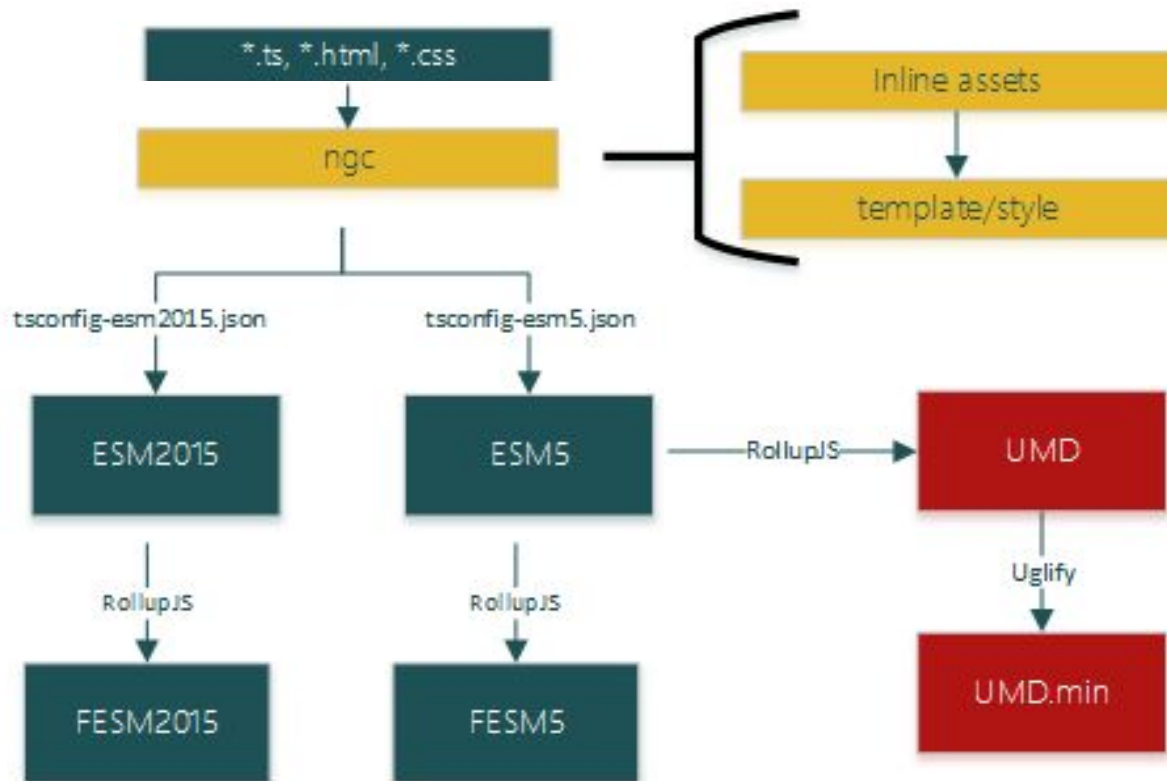 *.ts, *.html, *.css
Inline assets
ngc
template/style
tsconfig-esm2015.json
tsconfig-esm5.json
ESM2015
ESM5
RollupJS
UMD
Uglify
RollupJS
RollupJS
FESM2015
FESM5
UMD.min